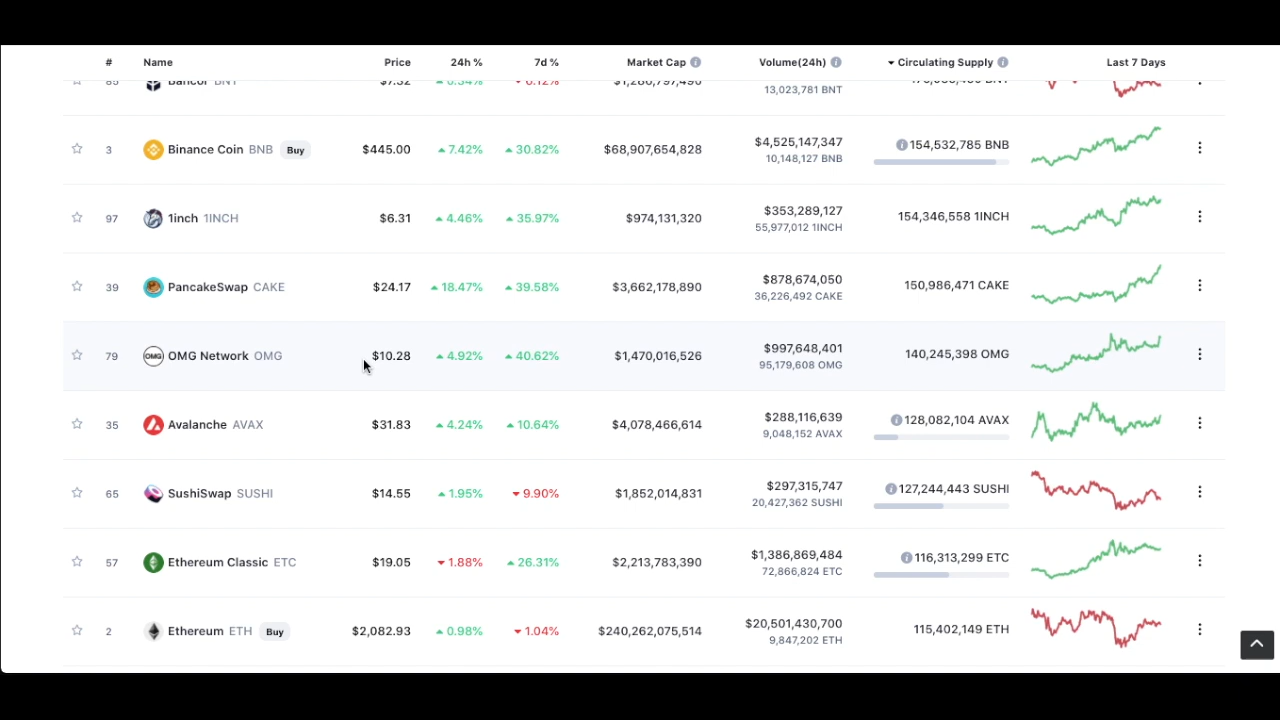 # Name Price 24h % 7d % Market Cap Volume(24h) Circulating Supply Last 7 Days
85 Bancor BNT $7.32 0.12%
13,023,781 BNT
3 Binance Coin BNB Buy $445.00 7.42% 30.82% $68,907,654,828 $4,525,147,347 154,532,785 BNB
10,148,127 BNB
97 1inch 1INCH $6.31 4.46% 35.97% $974,131,320 $353,289,127 154,346,558 1INCH
55,977,012 1INCH
39 PancakeSwap CAKE $24.17 18.47% 39.58% $3,662,178,890 $878,674,050 150,986,471 CAKE
36,226,492 CAKE
79 OMG Network OMG $10.28 4.92% 40.62% $1,470,016,526 $997,648,401 140,245,398 OMG
95,179,608 OMG
35 Avalanche AVAX $31.83 4.24% 10.64% $4,078,466,614 $288,116,639 128,082,104 AVAX
9,048,152 AVAX
65 SushiSwap SUSHI $14.55 1.95% 9.90% $1,852,014,831 $297,315,747 127,244,443 SUSHI
20,427,362 SUSHI
57 Ethereum Classic ETC $19.05 1.88% 26.31% $2,213,783,390 $1,386,869,484 116,313,299 ETC
72,866,824 ETC
2 Ethereum ETH Buy $2,082.93 0.98% 1.04% $240,262,075,514 $20,501,430,700 115,402,149 ETH
9,847,202 ETH